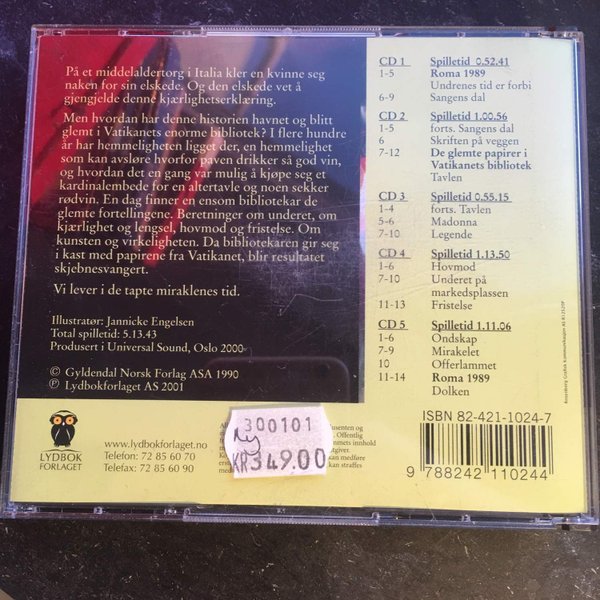 På et middelaldertorg i Italia kler en kvinne seg
naken for sin elskede. Og den elskede vet å
gjengjelde denne kjærlighetserklæring.
Men hvordan har denne historien havnet og blitt
glemt i Vatikanets enorme bibliotek? I flere hundre
år har hemmeligheten ligget der, en hemmelighet
som kan avsløre hvorfor paven drikker så god vin,
og hvordan det en gang var mulig å kjøpe seg et
kardinalembede for en altertavle og noen sekker
rødvin. En dag finner en ensom bibliotekar de
glemte fortellingene. Beretninger om underet, om
kjærlighet og lengsel, hovmod og fristelse. Om
kunsten og virkeligheten. Da bibliotekaren gir seg
i kast med papirene fra Vatikanet, blir resultatet
skjebnesvangert.
Vi lever i de tapte miraklenes tid.
Illustratør: Jannicke Engelsen
Total spilletid: 5.13.43
Produsert i Universal Sound, Oslo 2000
© Gyldendal Norsk Forlag ASA 1990
Ⓟ Lydbokforlaget AS 2001
CD 1 Spilletid 0.52.41
1-5 Roma 1989
Undrenes tid er forbi
6-9 Sangens dal
CD 2 Spilletid 1.00.56
1-5 forts. Sangens dal
6 Skriften på veggen
7-12 De glemte papirer i
Vatikanets bibliotek
Tavlen
CD 3 Spilletid 0.55.15
1-4 forts. Tavlen
5-6 Madonna
7-10 Legende
CD 4 Spilletid 1.13.50
1-6 Hovmod
7-10 Underet på
markedsplassen
11-13 Fristelse
CD 5 Spilletid 1.11.06
1-6 Ondskap
7-9 Mirakelet
10 Offerlammet
11-14 Roma 1989
Dolken
ISBN 82-421-1024-7
9 788242 110244
LYDBOK
FORLAGET
www.lydbokforlaget.no
Telefon: 72 85 60 70
Telefax: 72 85 60 90
300101
KR 349.00